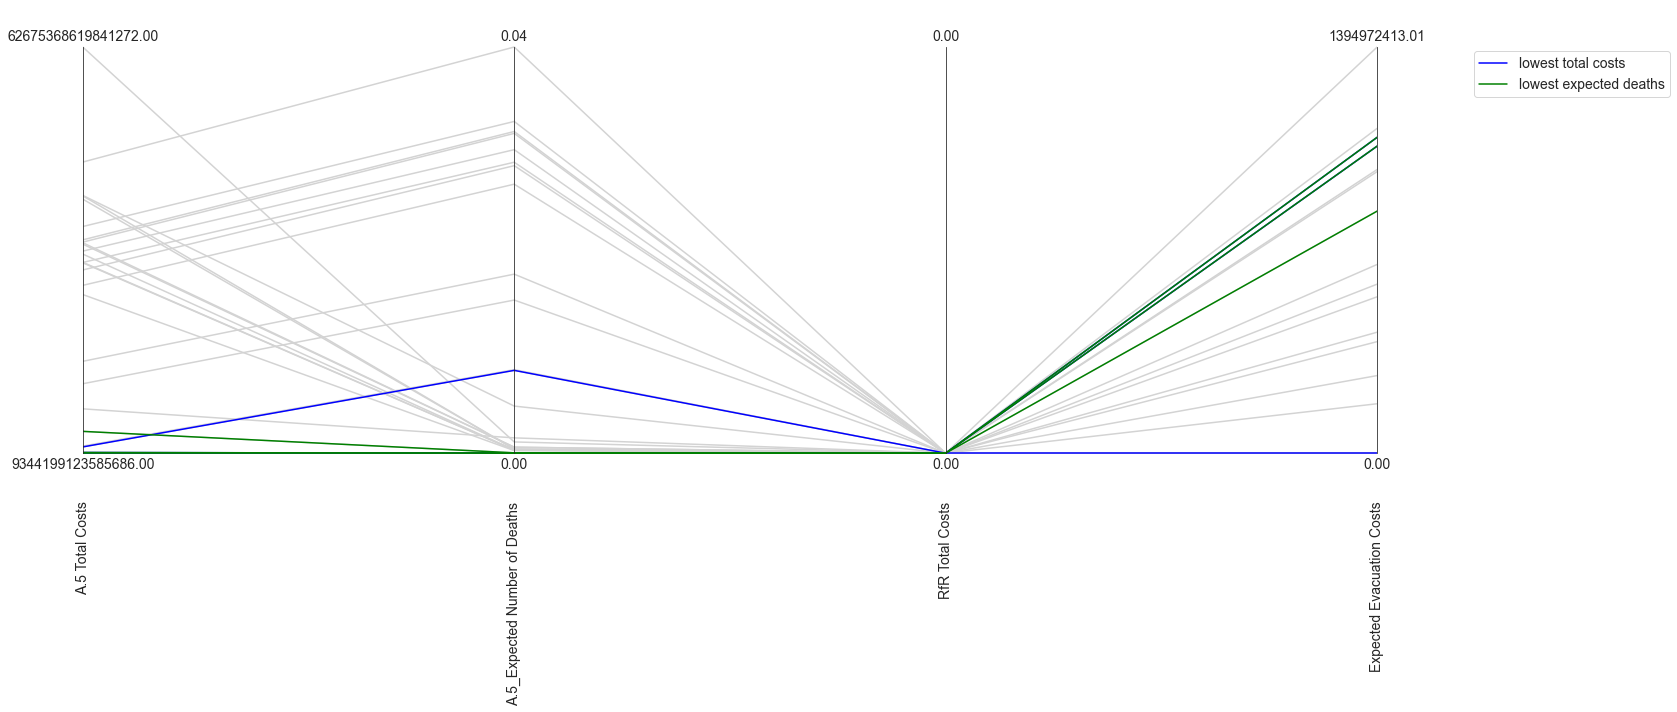 62675368619841272.00
0.04
0.00
1394972413.01
lowest total costs
lowest expected deaths
9344199123585686.00
0.00
0.00
0.00
A.5 Total Costs
A.5_Expected Number of Deaths
RfR Total Costs
Expected Evacuation Costs